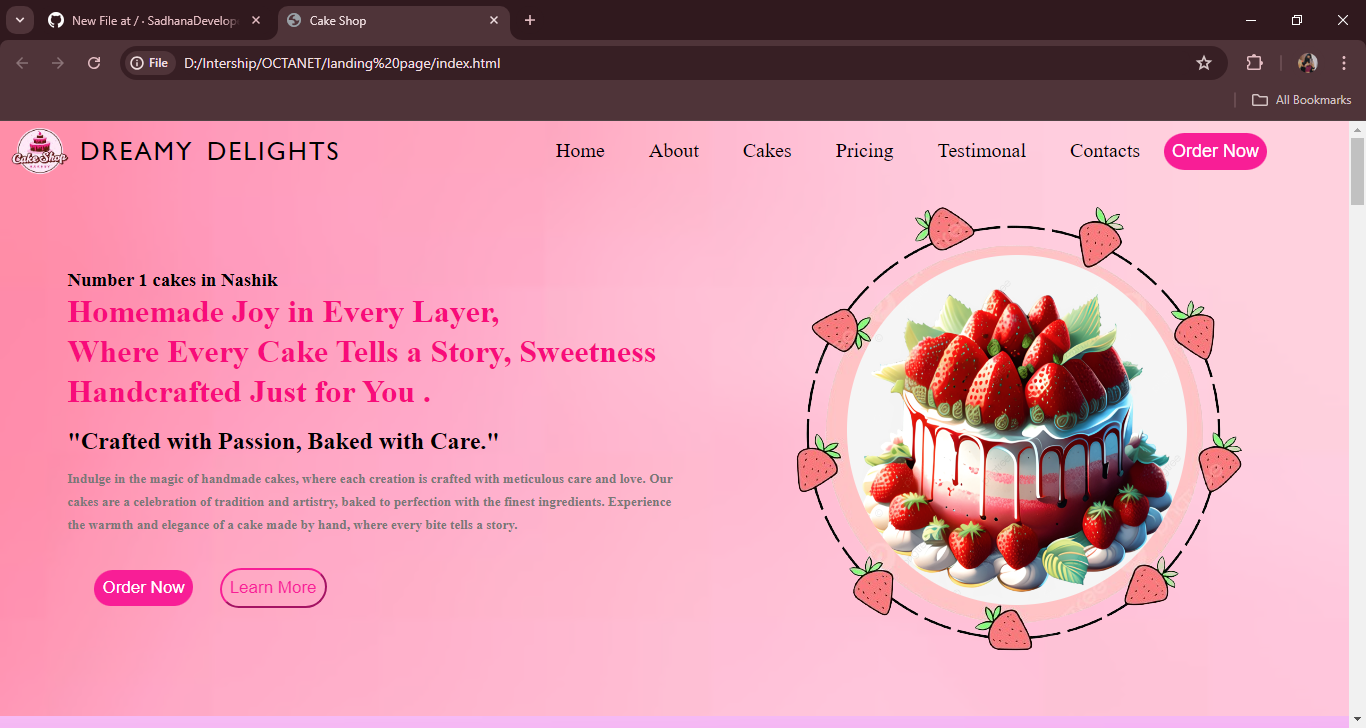 New File at / · SadhanaDevelope
Cake Shop
File
D:/Intership/OCTANET/landing%20page/index.html
All Bookmarks
Cake Shop
DREAMY DELIGHTS
Home
About
Cakes
Pricing
Testimonal
Contacts
Order Now
Number 1 cakes in Nashik
Homemade Joy in Every Layer,
Where Every Cake Tells a Story, Sweetness
Handcrafted Just for You .
"Crafted with Passion, Baked with Care."
Indulge in the magic of handmade cakes, where each creation is crafted with meticulous care and love. Our
cakes are a celebration of tradition and artistry, baked to perfection with the finest ingredients. Experience
the warmth and elegance of a cake made by hand, where every bite tells a story.
Order Now
Learn More